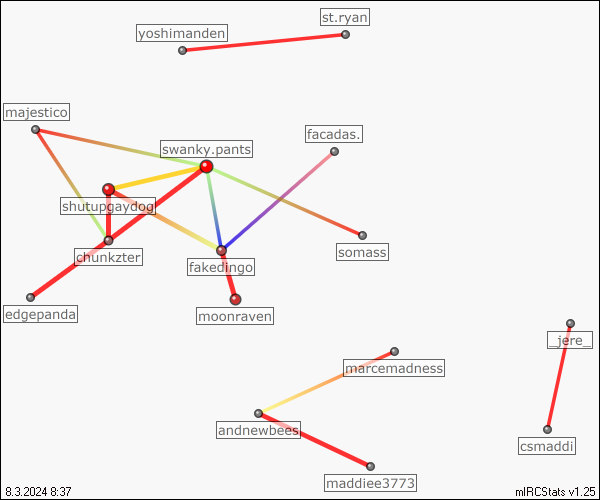 st.ryan
yoshimanden
majestico
facadas.
swanky.pants
shutupgaydog
somass
chunkzter
fakedingo
edgepanda
moonraven
_jere_
marcemadness
andnewbees
csmaddi
maddiee3773
8.3.2024 8:37
mIRCStats v1.25